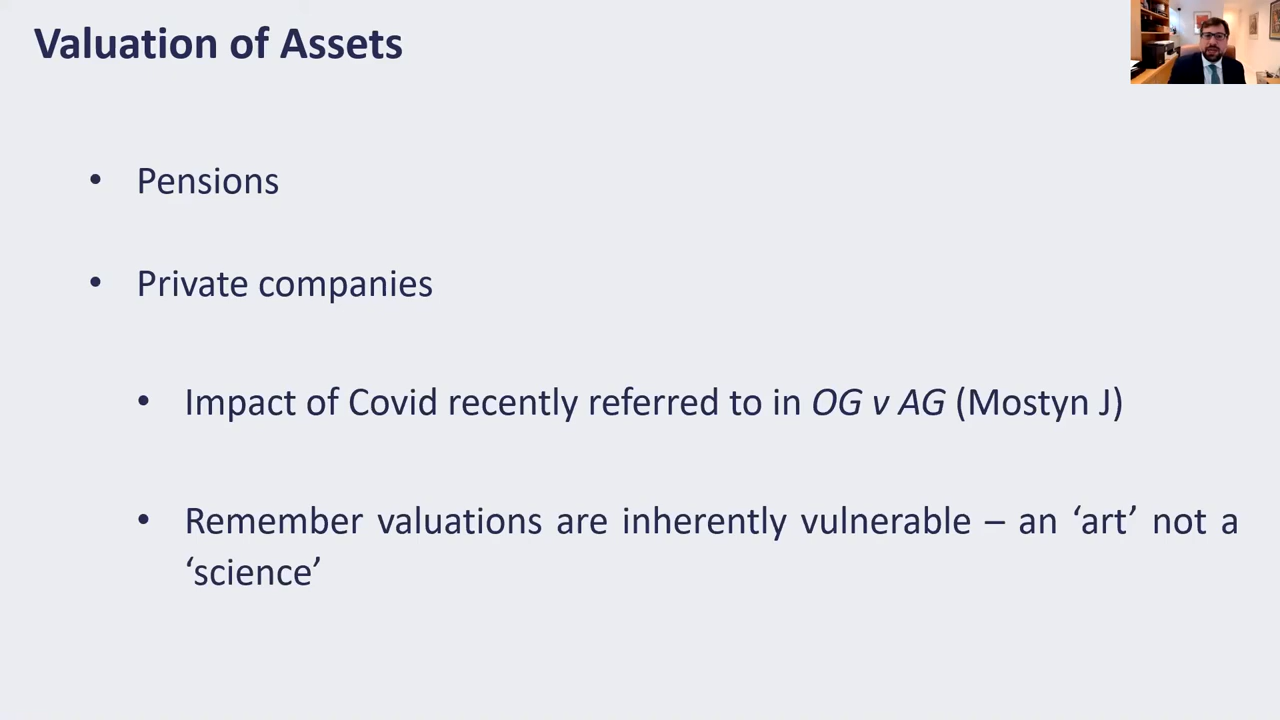 Valuation of Assets
• Pensions
• Private companies
• Impact of Covid recently referred to in OG v AG (Mostyn J)
• Remember valuations are inherently vulnerable – an ‘art’ not a
‘science’